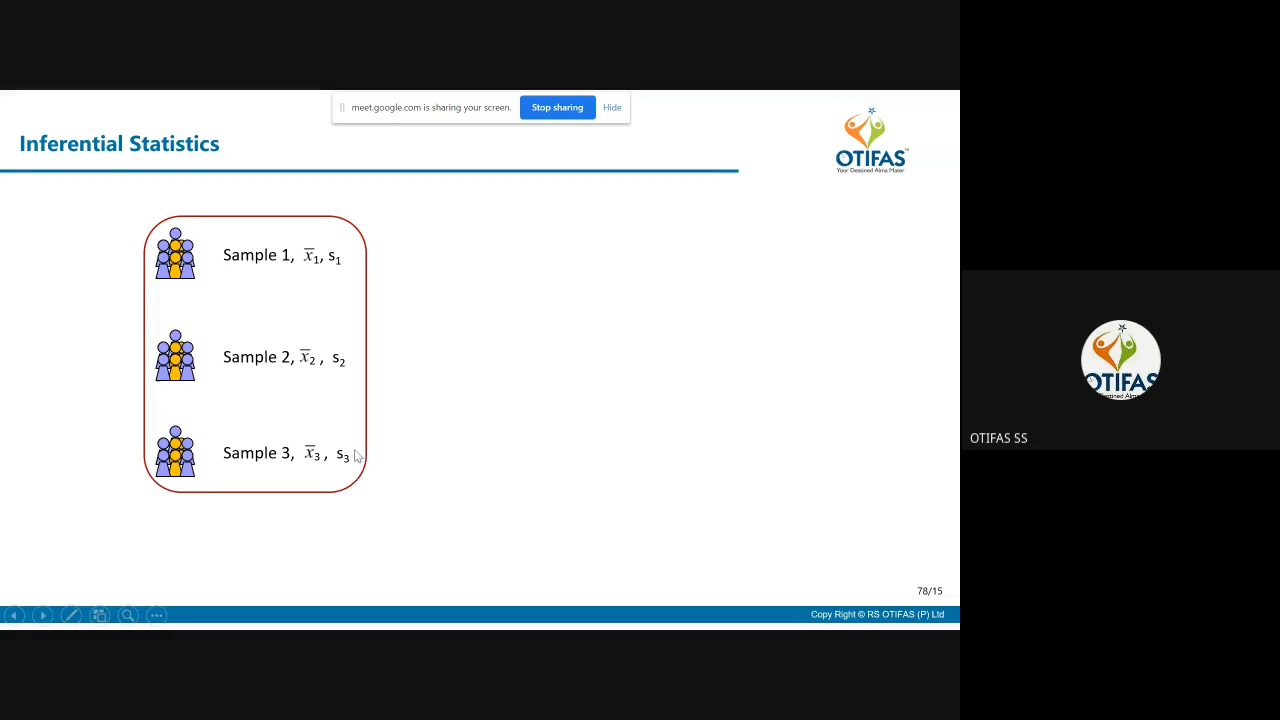 meet.google.com is sharing your screen. Stop sharing Hide
Inferential Statistics
OTIFAS™
Your Destined Alma Mater
Sample 1, x̅₁, s₁
Sample 2, x̅₂ , s₂
Sample 3, x̅₃ , s₃
OTIFAS
OTIFAS SS
78/15
Copy Right © RS OTIFAS (P) Ltd